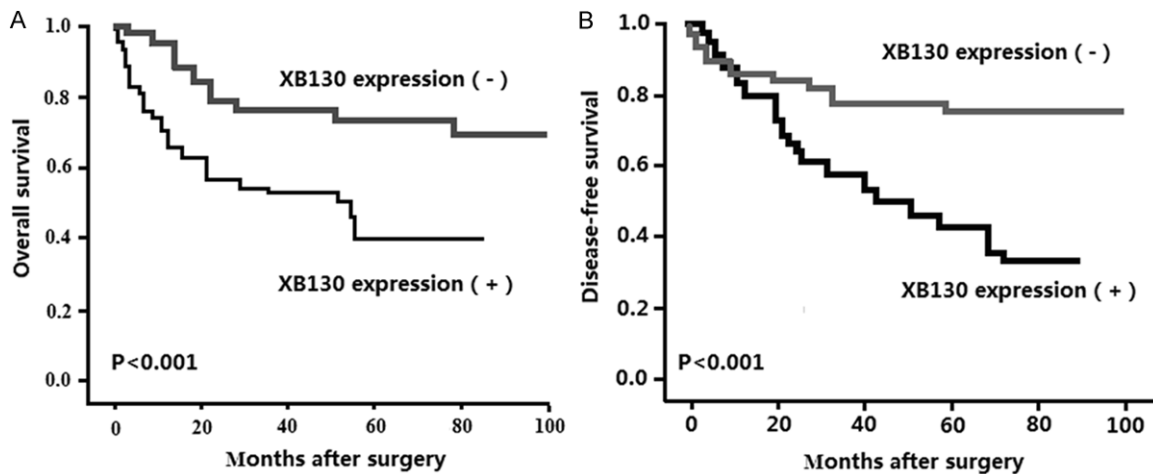 A
Overall survival
1.0
0.8
0.6
0.4
0.2
0.0
XB130 expression ( - )
XB130 expression ( + )
P<0.001
0 20 40 60 80 100
Months after surgery
B
Disease-free survival
1.0
0.8
0.6
0.4
0.2
0.0
XB130 expression ( - )
XB130 expression ( + )
P<0.001
0 20 40 60 80 100
Months after surgery